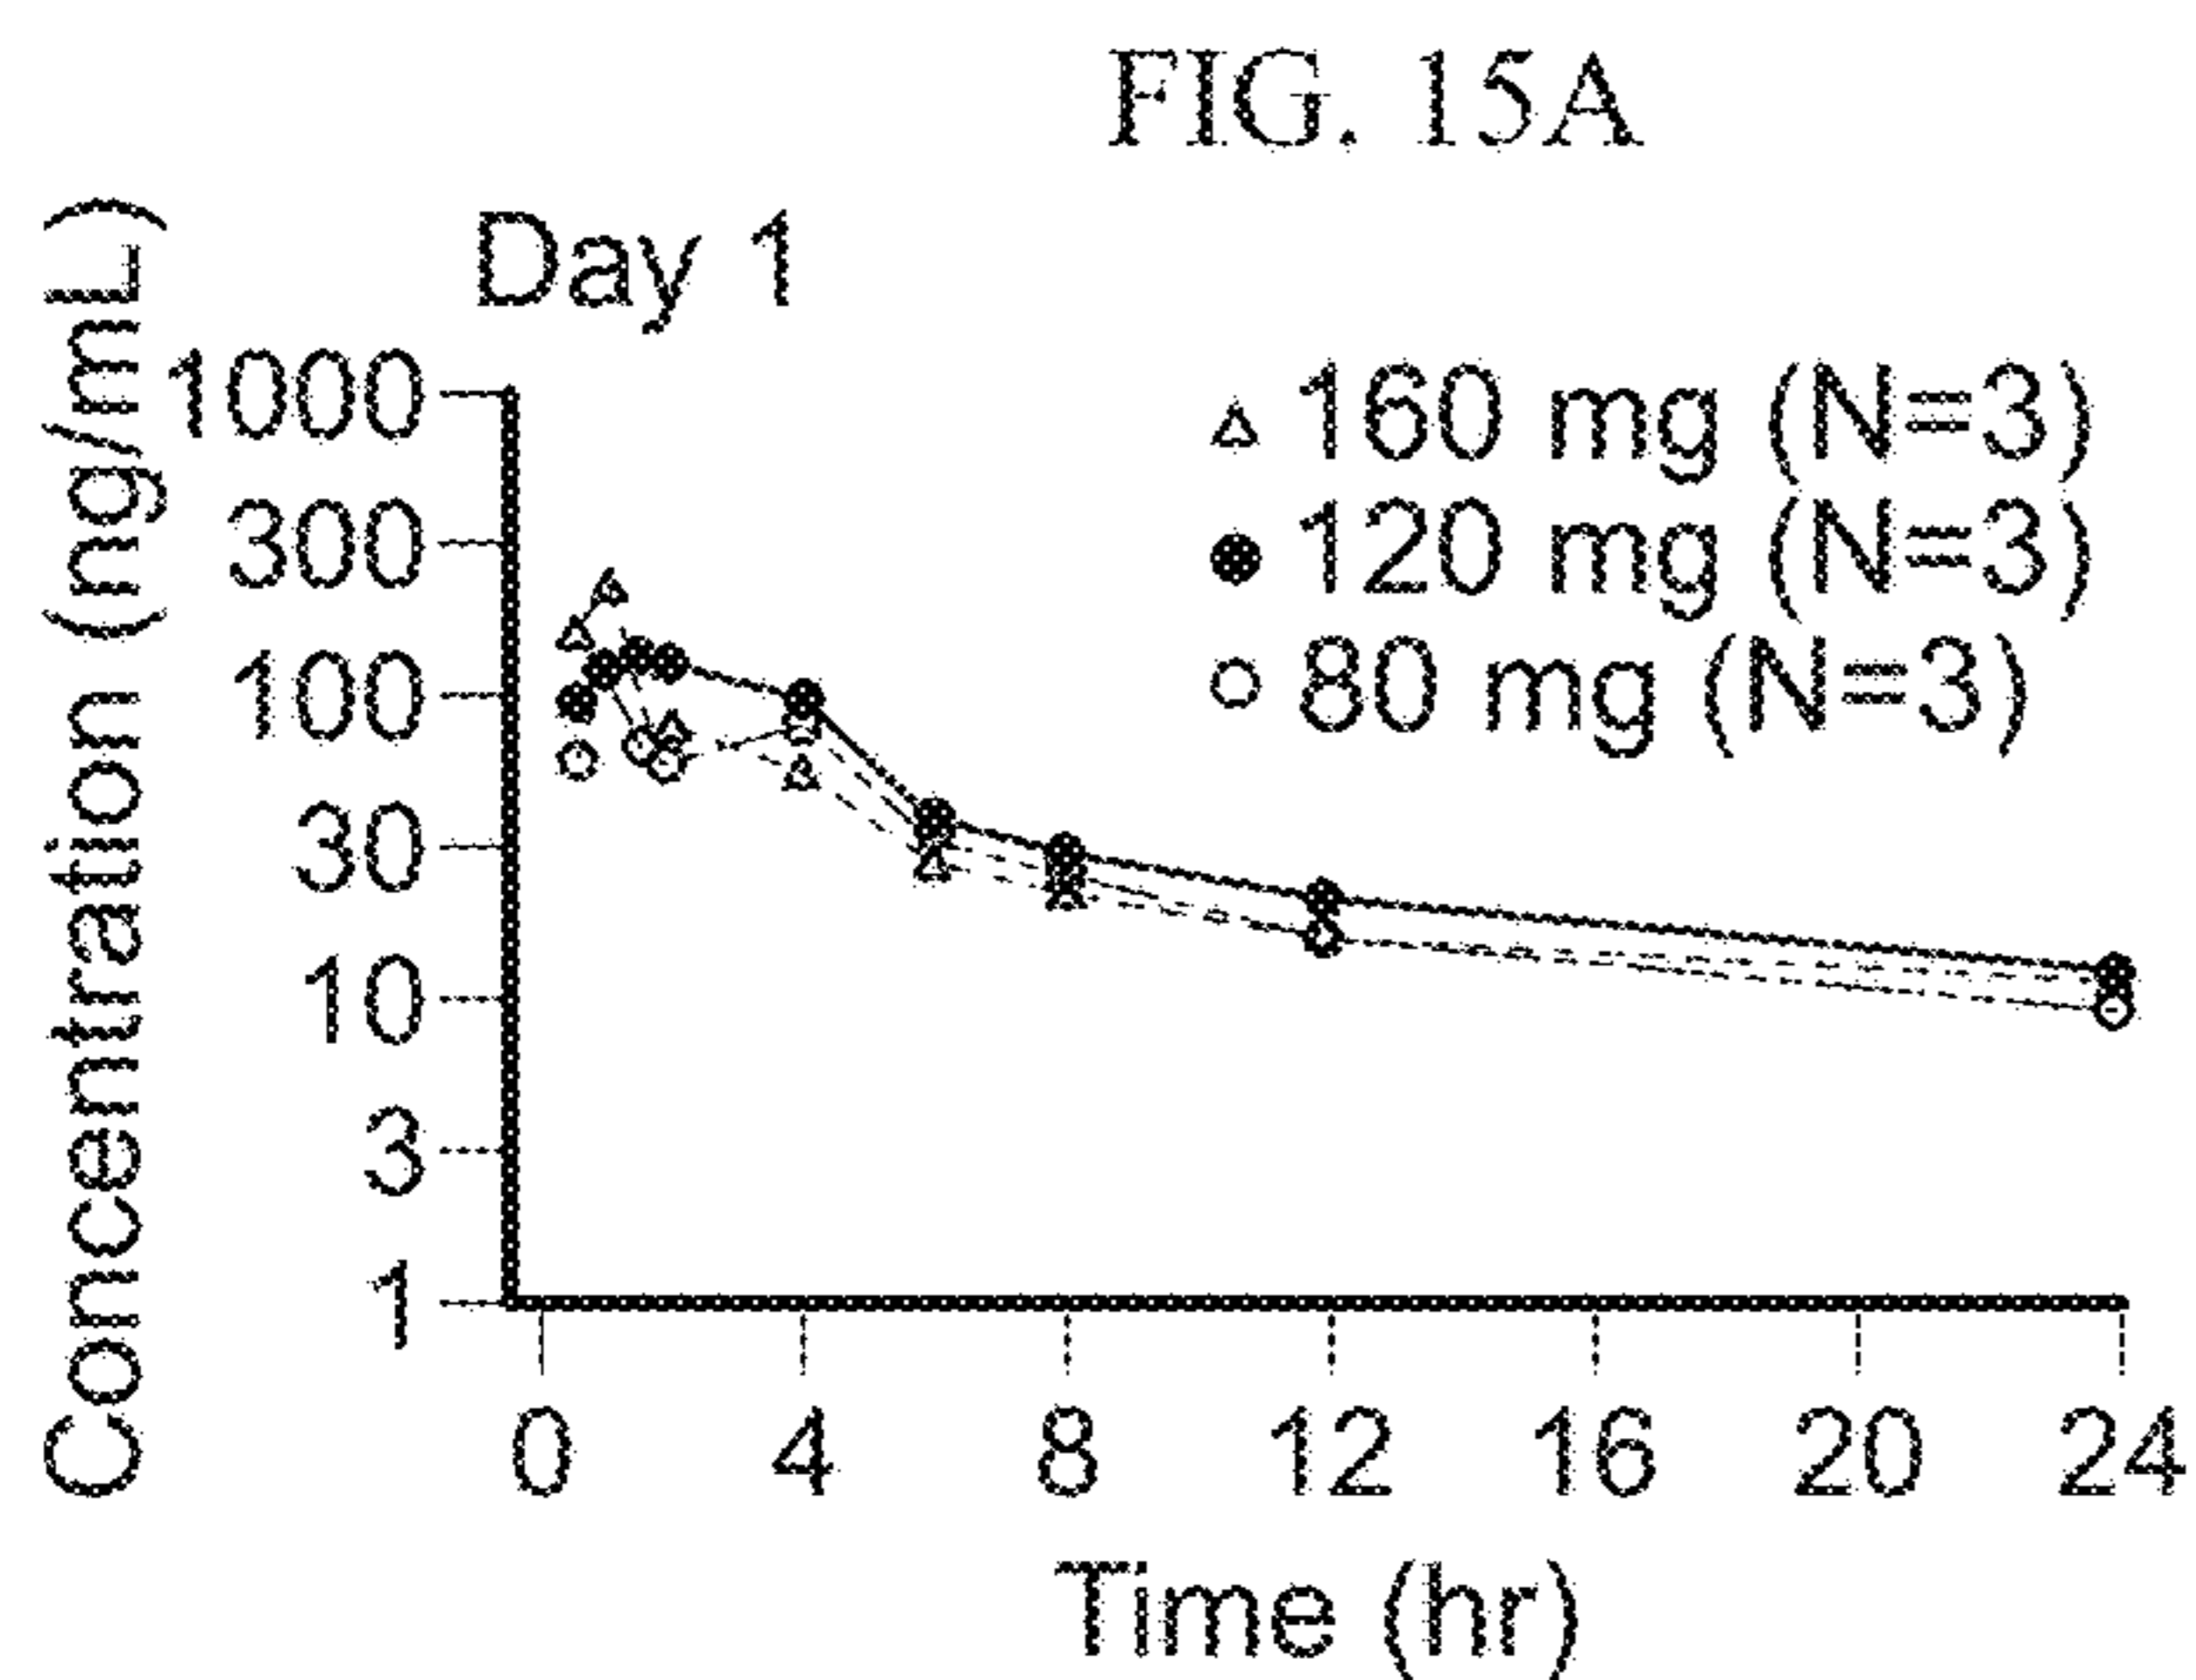 FIG. 15A
Day 1
Concentration (ng/mL)
1000
300
100
30
10
3
1
160 mg (N=3)
120 mg (N=3)
80 mg (N=3)
0 4 8 12 16 20 24
Time (hr)